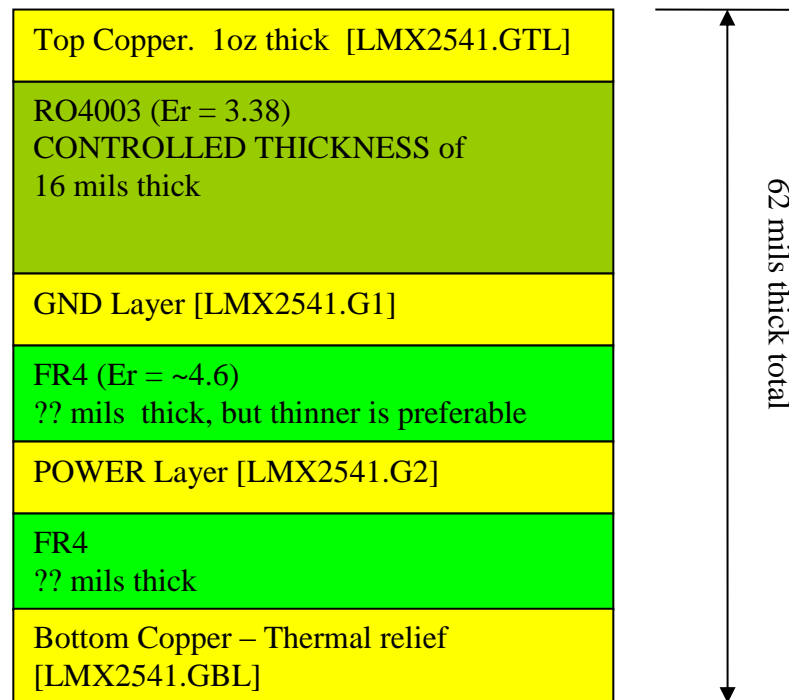 Top Copper.  1oz thick  [LMX2541.GTL]
RO4003 (Er = 3.38)
CONTROLLED THICKNESS of
16 mils thick
GND Layer [LMX2541.G1]
FR4 (Er = ~4.6)
?? mils  thick, but thinner is preferable
POWER Layer [LMX2541.G2]
FR4
?? mils thick
Bottom Copper – Thermal relief
[LMX2541.GBL]
62 mils thick total